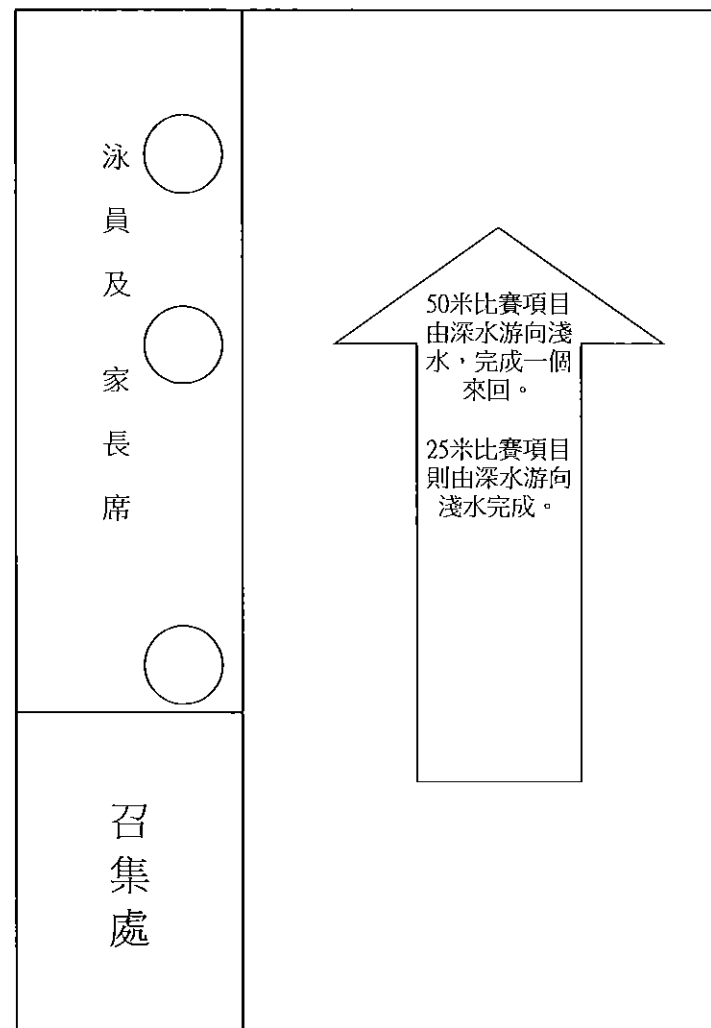 泳員及家長席
50米比賽項目
由深水游向淺
水，完成一個
來回。
25米比賽項目
則由深水游向
淺水完成。
召集處